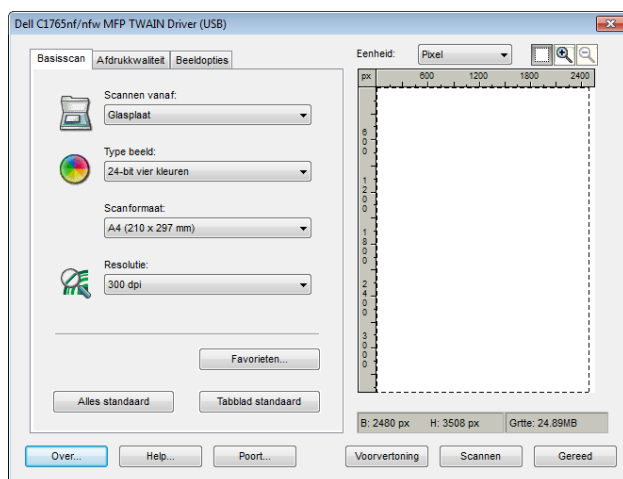 Dell C1765nf/nfw MFP TWAIN Driver (USB)
Basisscan Afdrukkwaliteit Beeldopties
Scannen vanaf:
Glasplaat
Type beeld:
24-bit vier kleuren
Scanformaat:
A4 (210 x 297 mm)
Resolutie:
300 dpi
Favorieten...
Alles standaard Tabblad standaard
Eenheid: Pixel
px 600 1200 1800 2400
600
1200
1800
2400
3000
B: 2480 px H: 3508 px Grtte: 24.89MB
Over... Help... Poort... Voorvertoning Scannen Gereed